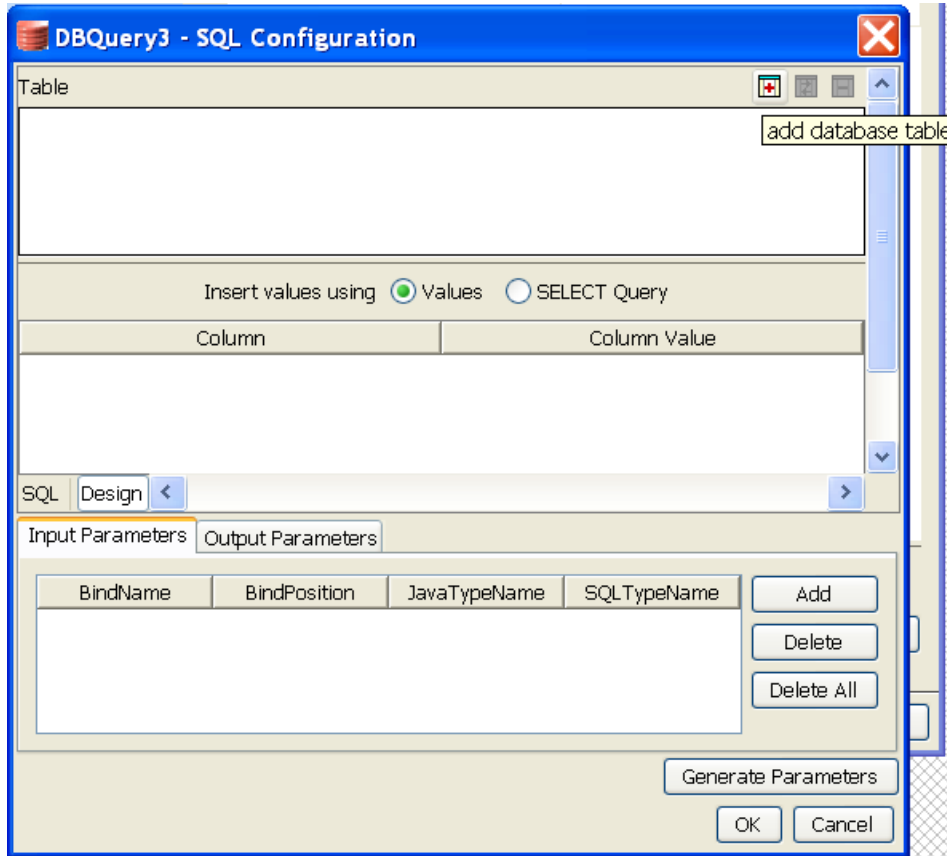 DBQuery3 - SQL Configuration
Table
add database table
Insert values using Values SELECT Query
Column Column Value
SQL Design
Input Parameters Output Parameters
BindName BindPosition JavaTypeName SQLTypeName Add
Delete
Delete All
Generate Parameters
OK Cancel